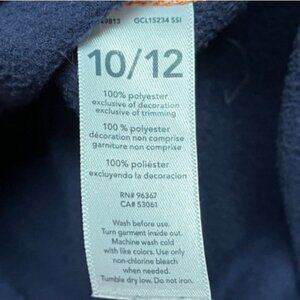 GCL15234 SSI
10/12
100% polyester
exclusive of decoration
exclusive of trimming
100 % polyester
décoration non comprise
garniture non comprise
100% poliéster
excluyendo la decoracion
RN# 96367
CA# 53061
Wash before use.
Turn garment inside out.
Machine wash cold
with like colors. Use only
non-chlorine bleach
when needed.
Tumble dry low. Do not iron.